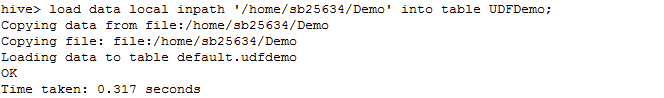 hive> load data local inpath '/home/sb25634/Demo' into table UDFDemo;
Copying data from file:/home/sb25634/Demo
Copying file: file:/home/sb25634/Demo
Loading data to table default.udfdemo
OK
Time taken: 0.317 seconds